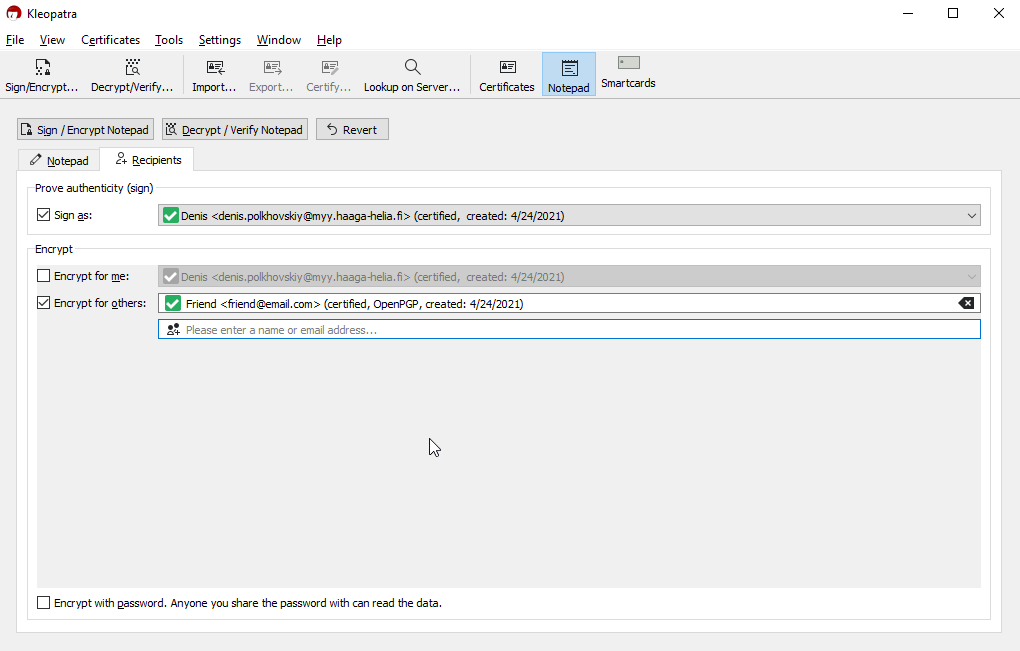 Kleopatra
File View Certificates Tools Settings Window Help
Sign/Encrypt... Decrypt/Verify... Import... Export... Certify... Lookup on Server... Certificates Notepad Smartcards
Sign / Encrypt Notepad Decrypt / Verify Notepad Revert
Notepad Recipients
Prove authenticity (sign)
Sign as: Denis <denis.polkhovskiy@myy.haaga-helia.fi> (certified, created: 4/24/2021)
Encrypt
Encrypt for me: Denis <denis.polkhovskiy@myy.haaga-helia.fi> (certified, created: 4/24/2021)
Encrypt for others: Friend <friend@email.com> (certified, OpenPGP, created: 4/24/2021)
Please enter a name or email address...
Encrypt with password. Anyone you share the password with can read the data.